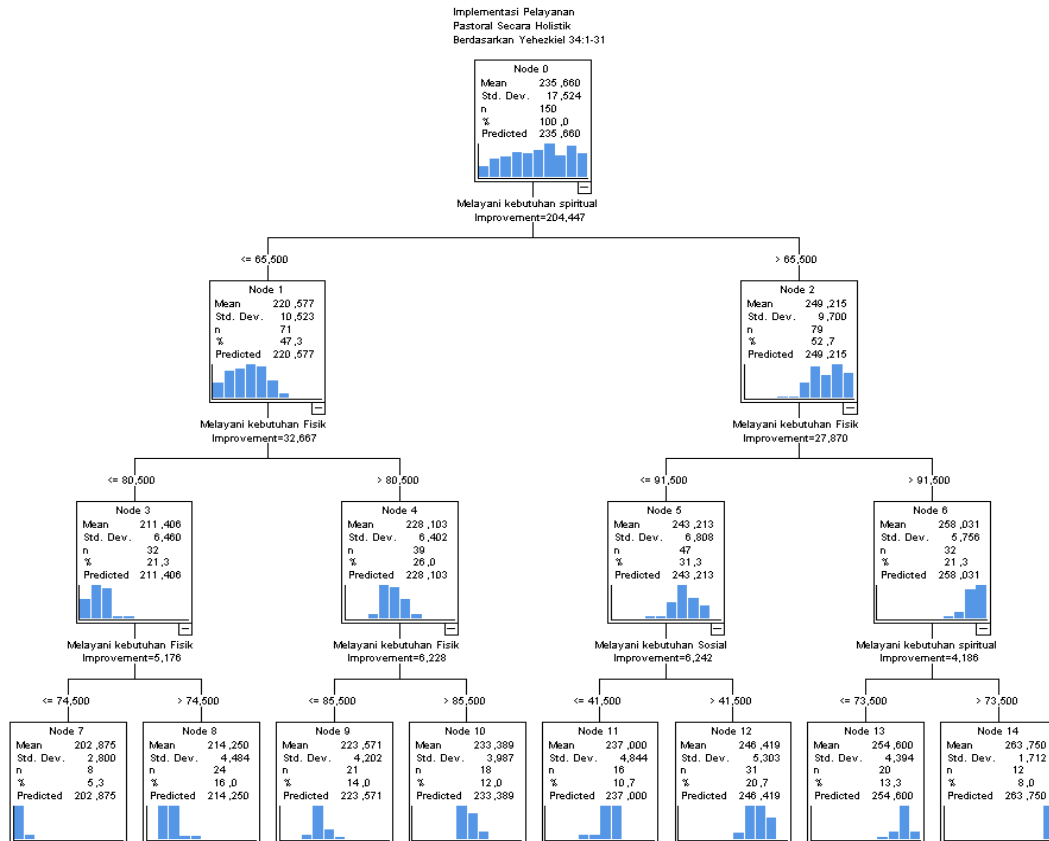 Implementasi Pelayanan
Pastoral Secara Holistik
Berdasarkan Yehezkiel 34:1-31
Node 0
Mean 235,660
Std. Dev. 17,524
n 150
% 100,0
Predicted 235,660
Melayani kebutuhan spiritual
Improvement=204,447
<= 65,500
> 65,500
Node 1
Mean 220,577
Std. Dev. 10,523
n 71
% 47,3
Predicted 220,577
Melayani kebutuhan Fisik
Improvement=32,667
Node 2
Mean 249,215
Std. Dev. 9,700
n 79
% 52,7
Predicted 249,215
Melayani kebutuhan Fisik
Improvement=27,870
<= 80,500
> 80,500
<= 91,500
> 91,500
Node 3
Mean 211,406
Std. Dev. 6,460
n 32
% 21,3
Predicted 211,406
Melayani kebutuhan Fisik
Improvement=5,176
Node 4
Mean 228,103
Std. Dev. 6,402
n 39
% 26,0
Predicted 228,103
Melayani kebutuhan Fisik
Improvement=6,228
Node 5
Mean 243,213
Std. Dev. 6,808
n 47
% 31,3
Predicted 243,213
Melayani kebutuhan Sosial
Improvement=6,242
Node 6
Mean 258,031
Std. Dev. 5,756
n 32
% 21,3
Predicted 258,031
Melayani kebutuhan spiritual
Improvement=4,186
<= 74,500
> 74,500
<= 85,500
> 85,500
<= 41,500
> 41,500
<= 73,500
> 73,500
Node 7
Mean 202,875
Std. Dev. 2,800
n 8
% 5,3
Predicted 202,875
Node 8
Mean 214,250
Std. Dev. 4,484
n 24
% 16,0
Predicted 214,250
Node 9
Mean 223,571
Std. Dev. 4,202
n 21
% 14,0
Predicted 223,571
Node 10
Mean 233,389
Std. Dev. 3,987
n 18
% 12,0
Predicted 233,389
Node 11
Mean 237,000
Std. Dev. 4,844
n 16
% 10,7
Predicted 237,000
Node 12
Mean 246,419
Std. Dev. 5,303
n 31
% 20,7
Predicted 246,419
Node 13
Mean 254,600
Std. Dev. 4,394
n 20
% 13,3
Predicted 254,600
Node 14
Mean 263,750
Std. Dev. 1,712
n 12
% 8,0
Predicted 263,750